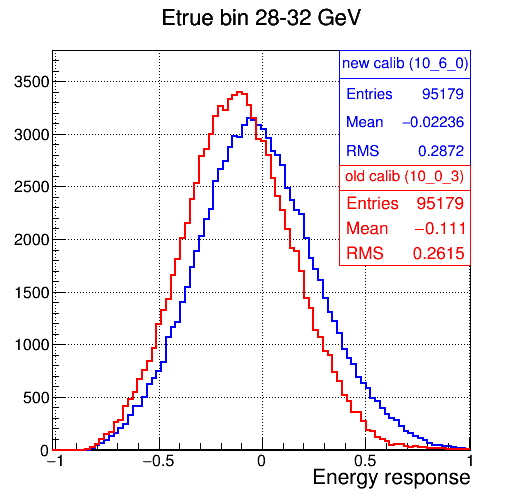 Etrue bin 28-32 GeV
new calib (10_6_0)
Entries 95179
Mean −0.02236
RMS 0.2872
old calib (10_0_3)
Entries 95179
Mean −0.111
RMS 0.2615
3500
3000
2500
2000
1500
1000
500
0
−1 −0.5 0 0.5 1
Energy response